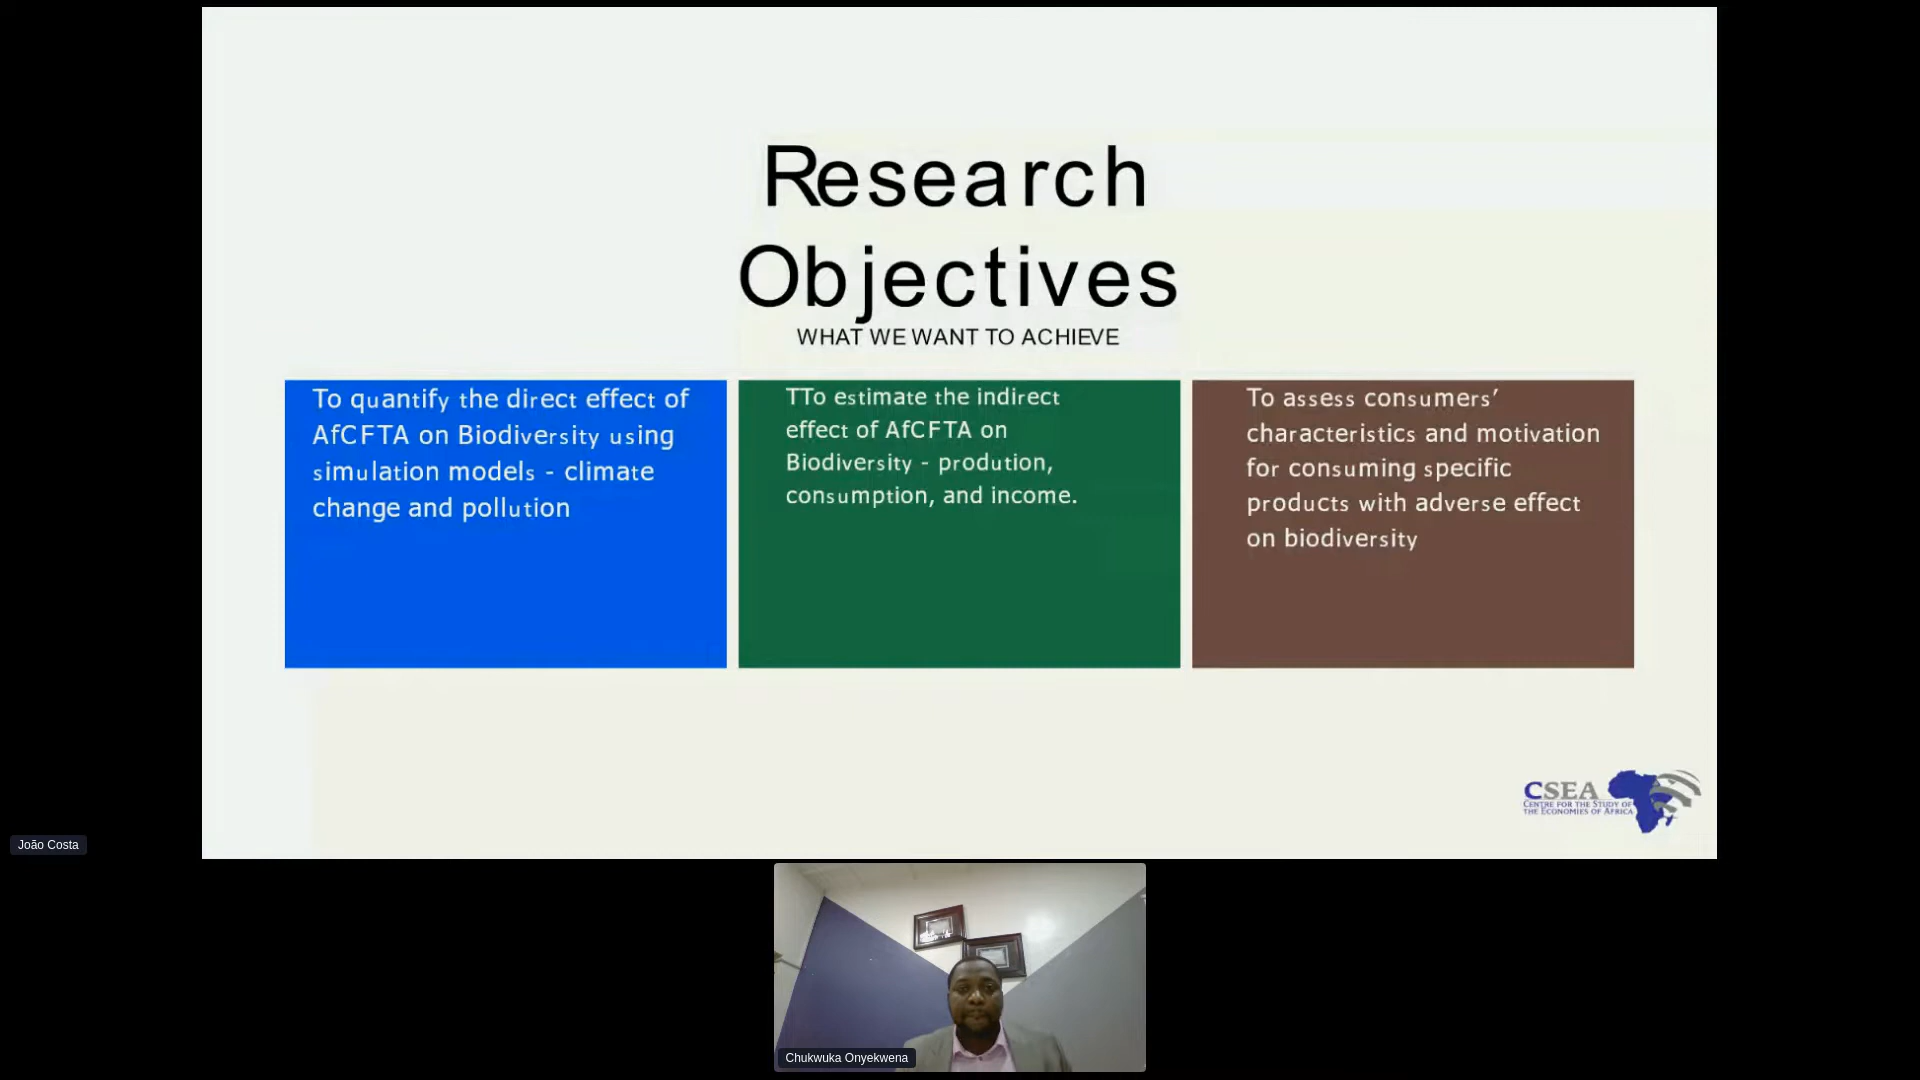 Research
Objectives
WHAT WE WANT TO ACHIEVE
To quantify the direct effect of
AfCFTA on Biodiversity using
simulation models - climate
change and pollution
TTo estimate the indirect
effect of AfCFTA on
Biodiversity - prodution,
consumption, and income.
To assess consumers’
characteristics and motivation
for consuming specific
products with adverse effect
on biodiversity
CSEA
CENTRE FOR THE STUDY OF
THE ECONOMIES OF AFRICA
João Costa
Chukwuka Onyekwena